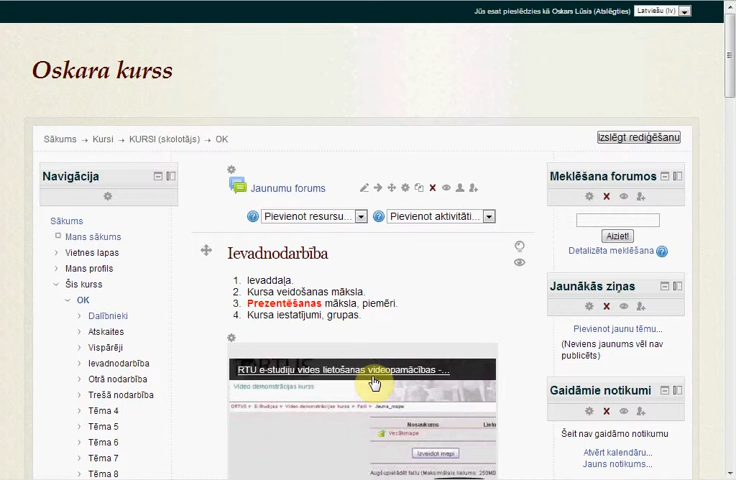 Jūs esat pieslēdzies kā Oskars Lūsis (Atslēgties)
Latviešu (lv)
Oskara kurss
Sākums → Kursi → KURSI (skolotājs) → OK
Izslēgt rediģēšanu
Navigācija
Sākums
Mans sākums
Vietnes lapas
Mans profils
Šis kurss
OK
Dalībnieki
Atskaites
Vispārēji
Ievadnodarbība
Otrā nodarbība
Trešā nodarbība
Tēma 4
Tēma 5
Tēma 6
Tēma 7
Tēma 8
Jaunumu forums
Pievienot resursu...
Pievienot aktivitāti...
Ievadnodarbība
1. Ievaddaļa.
2. Kursa veidošanas māksla.
3. Prezentēšanas māksla, piemēri.
4. Kursa iestatījumi, grupas.
RTU e-studiju vides lietošanas videopamācības -...
Video demonstrācijas kurss
Nosaukums
Izveidot mapi
Meklēšana forumos
Aiziet!
Detalizēta meklēšana
Jaunākās ziņas
Pievienot jaunu tēmu...
(Neviens jaunums vēl nav
publicēts)
Gaidāmie notikumi
Šeit nav gaidāmo notikumu
Atvērt kalendāru...
Jauns notikums...